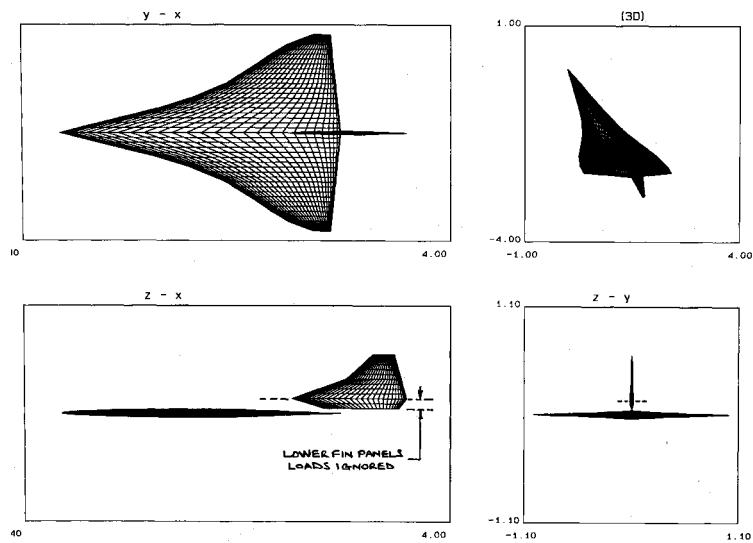 y - x
(3D)
1.00
10
4.00
-4.00
-1.00
4.00
z - x
z - y
1.10
LOWER FIN PANELS
LOADS IGNORED
40
4.00
-1.10
-1.10
1.10